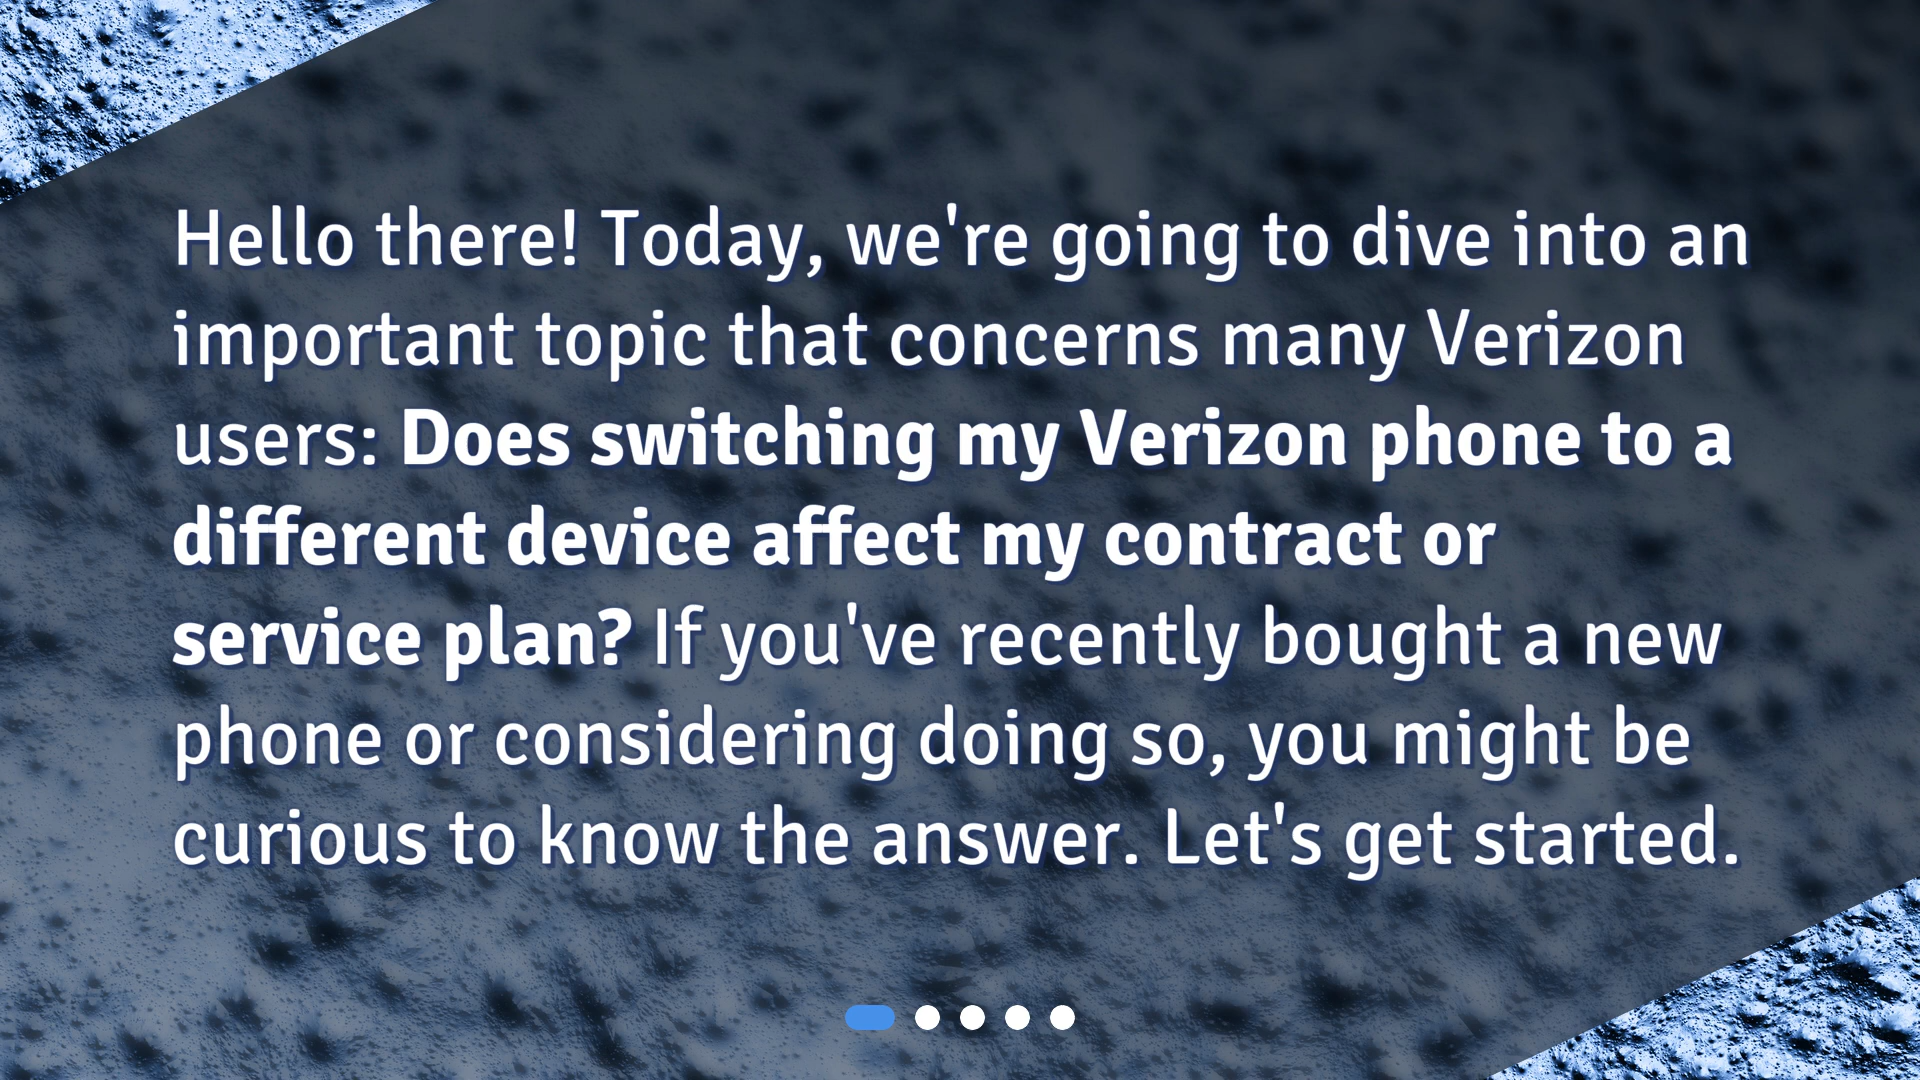 Hello there! Today, we're going to dive into an
important topic that concerns many Verizon
users: Does switching my Verizon phone to a
different device affect my contract or
service plan? If you've recently bought a new
phone or considering doing so, you might be
curious to know the answer. Let's get started.